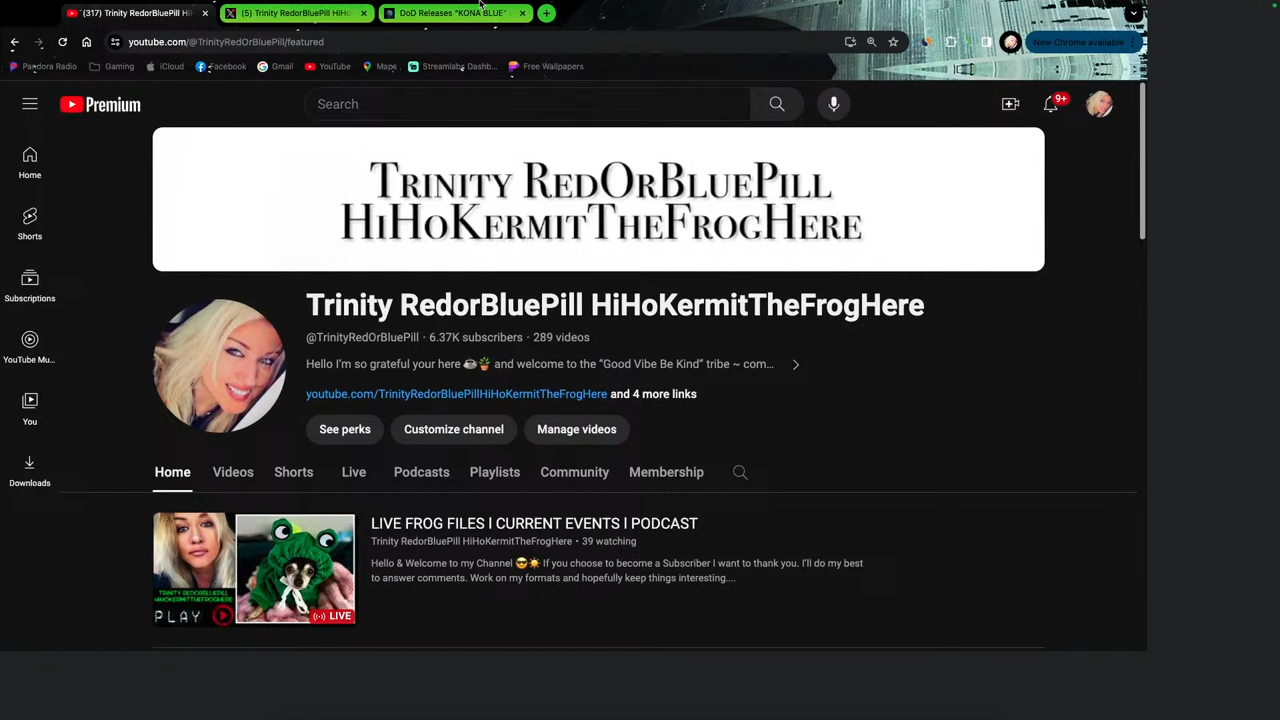 (317) Trinity RedorBluePill Hi
(5) Trinity RedorBluePill HiHo
DoD Releases "KONA BLUE"
youtube.com/@TrinityRedOrBluePill/featured
New Chrome available
Pandora Radio
Gaming
iCloud
Facebook
Gmail
YouTube
Maps
Streamlabs Dashb...
Free Wallpapers
Premium
Search
9+
Home
Shorts
Subscriptions
YouTube Mu...
You
Downloads
TRINITY REDORBLUEPILL
HIHOKERMITTHEFROGHERE
Trinity RedorBluePill HiHoKermitTheFrogHere
@TrinityRedOrBluePill · 6.37K subscribers · 289 videos
Hello I'm so grateful your here ☕🪴 and welcome to the "Good Vibe Be Kind" tribe ~ com...
youtube.com/TrinityRedorBluePillHiHoKermitTheFrogHere and 4 more links
See perks
Customize channel
Manage videos
Home
Videos
Shorts
Live
Podcasts
Playlists
Community
Membership
TRINITY REDORBLUEPILL
HIHOKERMITTHEFROGHERE
PLAY
LIVE
LIVE FROG FILES l CURRENT EVENTS l PODCAST
Trinity RedorBluePill HiHoKermitTheFrogHere • 39 watching
Hello & Welcome to my Channel 😎☀️ If you choose to become a Subscriber I want to thank you. I'll do my best
to answer comments. Work on my formats and hopefully keep things interesting....